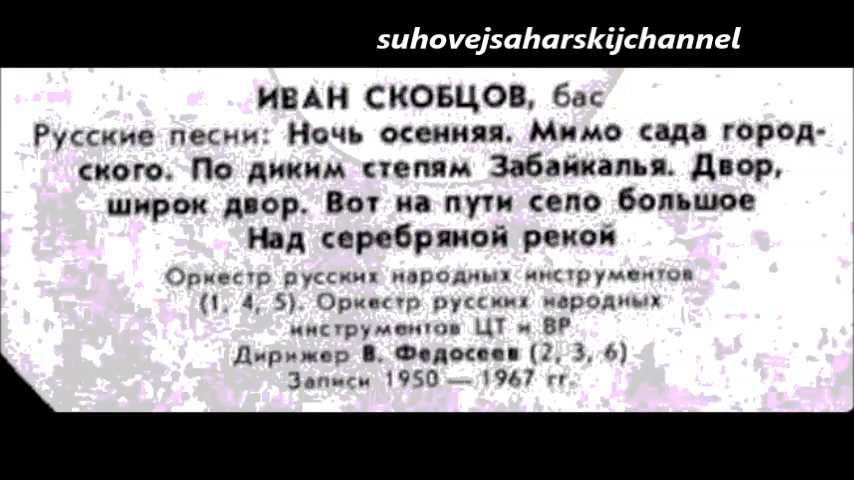 suhovejsaharskijchannel
ИВАН СКОБЦОВ, бас
Русские песни: Ночь осенняя. Мимо сада город-
ского. По диким степям Забайкалья. Двор,
широк двор. Вот на пути село большое
Над серебряной рекой
Оркестр русских народных инструментов
(1, 4, 5). Оркестр русских народных
инструментов ЦТ и ВР
Дирижер В. Федосеев (2, 3, 6)
Записи 1950 — 1967 гг.